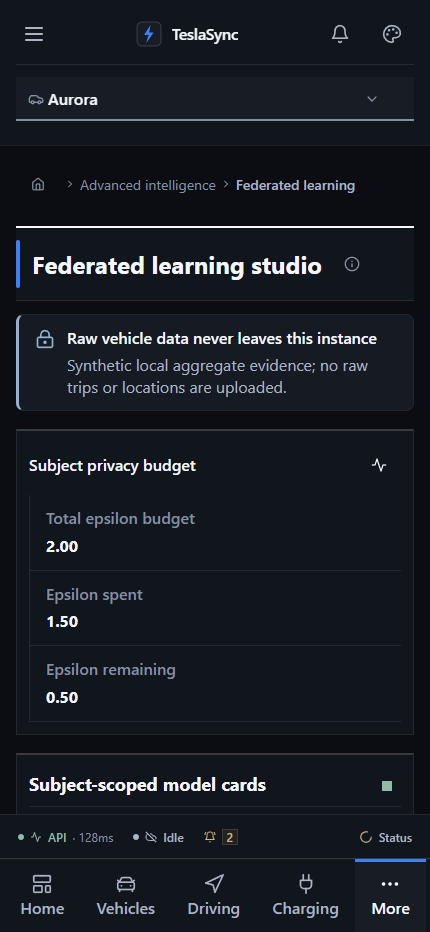 TeslaSync
Aurora
Advanced intelligence
Federated learning
Federated learning studio
Raw vehicle data never leaves this instance
Synthetic local aggregate evidence; no raw
trips or locations are uploaded.
Subject privacy budget
Total epsilon budget
2.00
Epsilon spent
1.50
Epsilon remaining
0.50
Subject-scoped model cards
API · 128ms
Idle
2
Status
Home
Vehicles
Driving
Charging
More